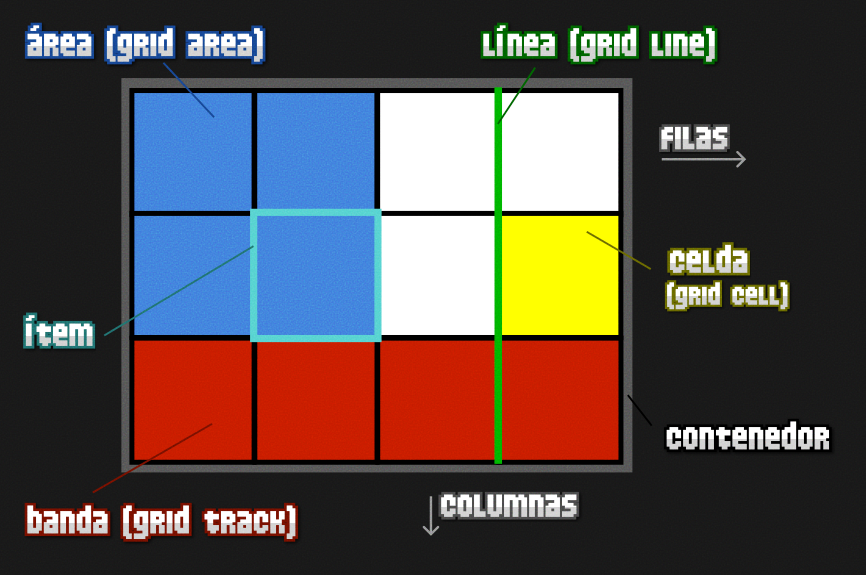 área (grid area)
línea (grid line)
filas
celda
(grid cell)
ítem
contenedor
columnas
banda (grid track)